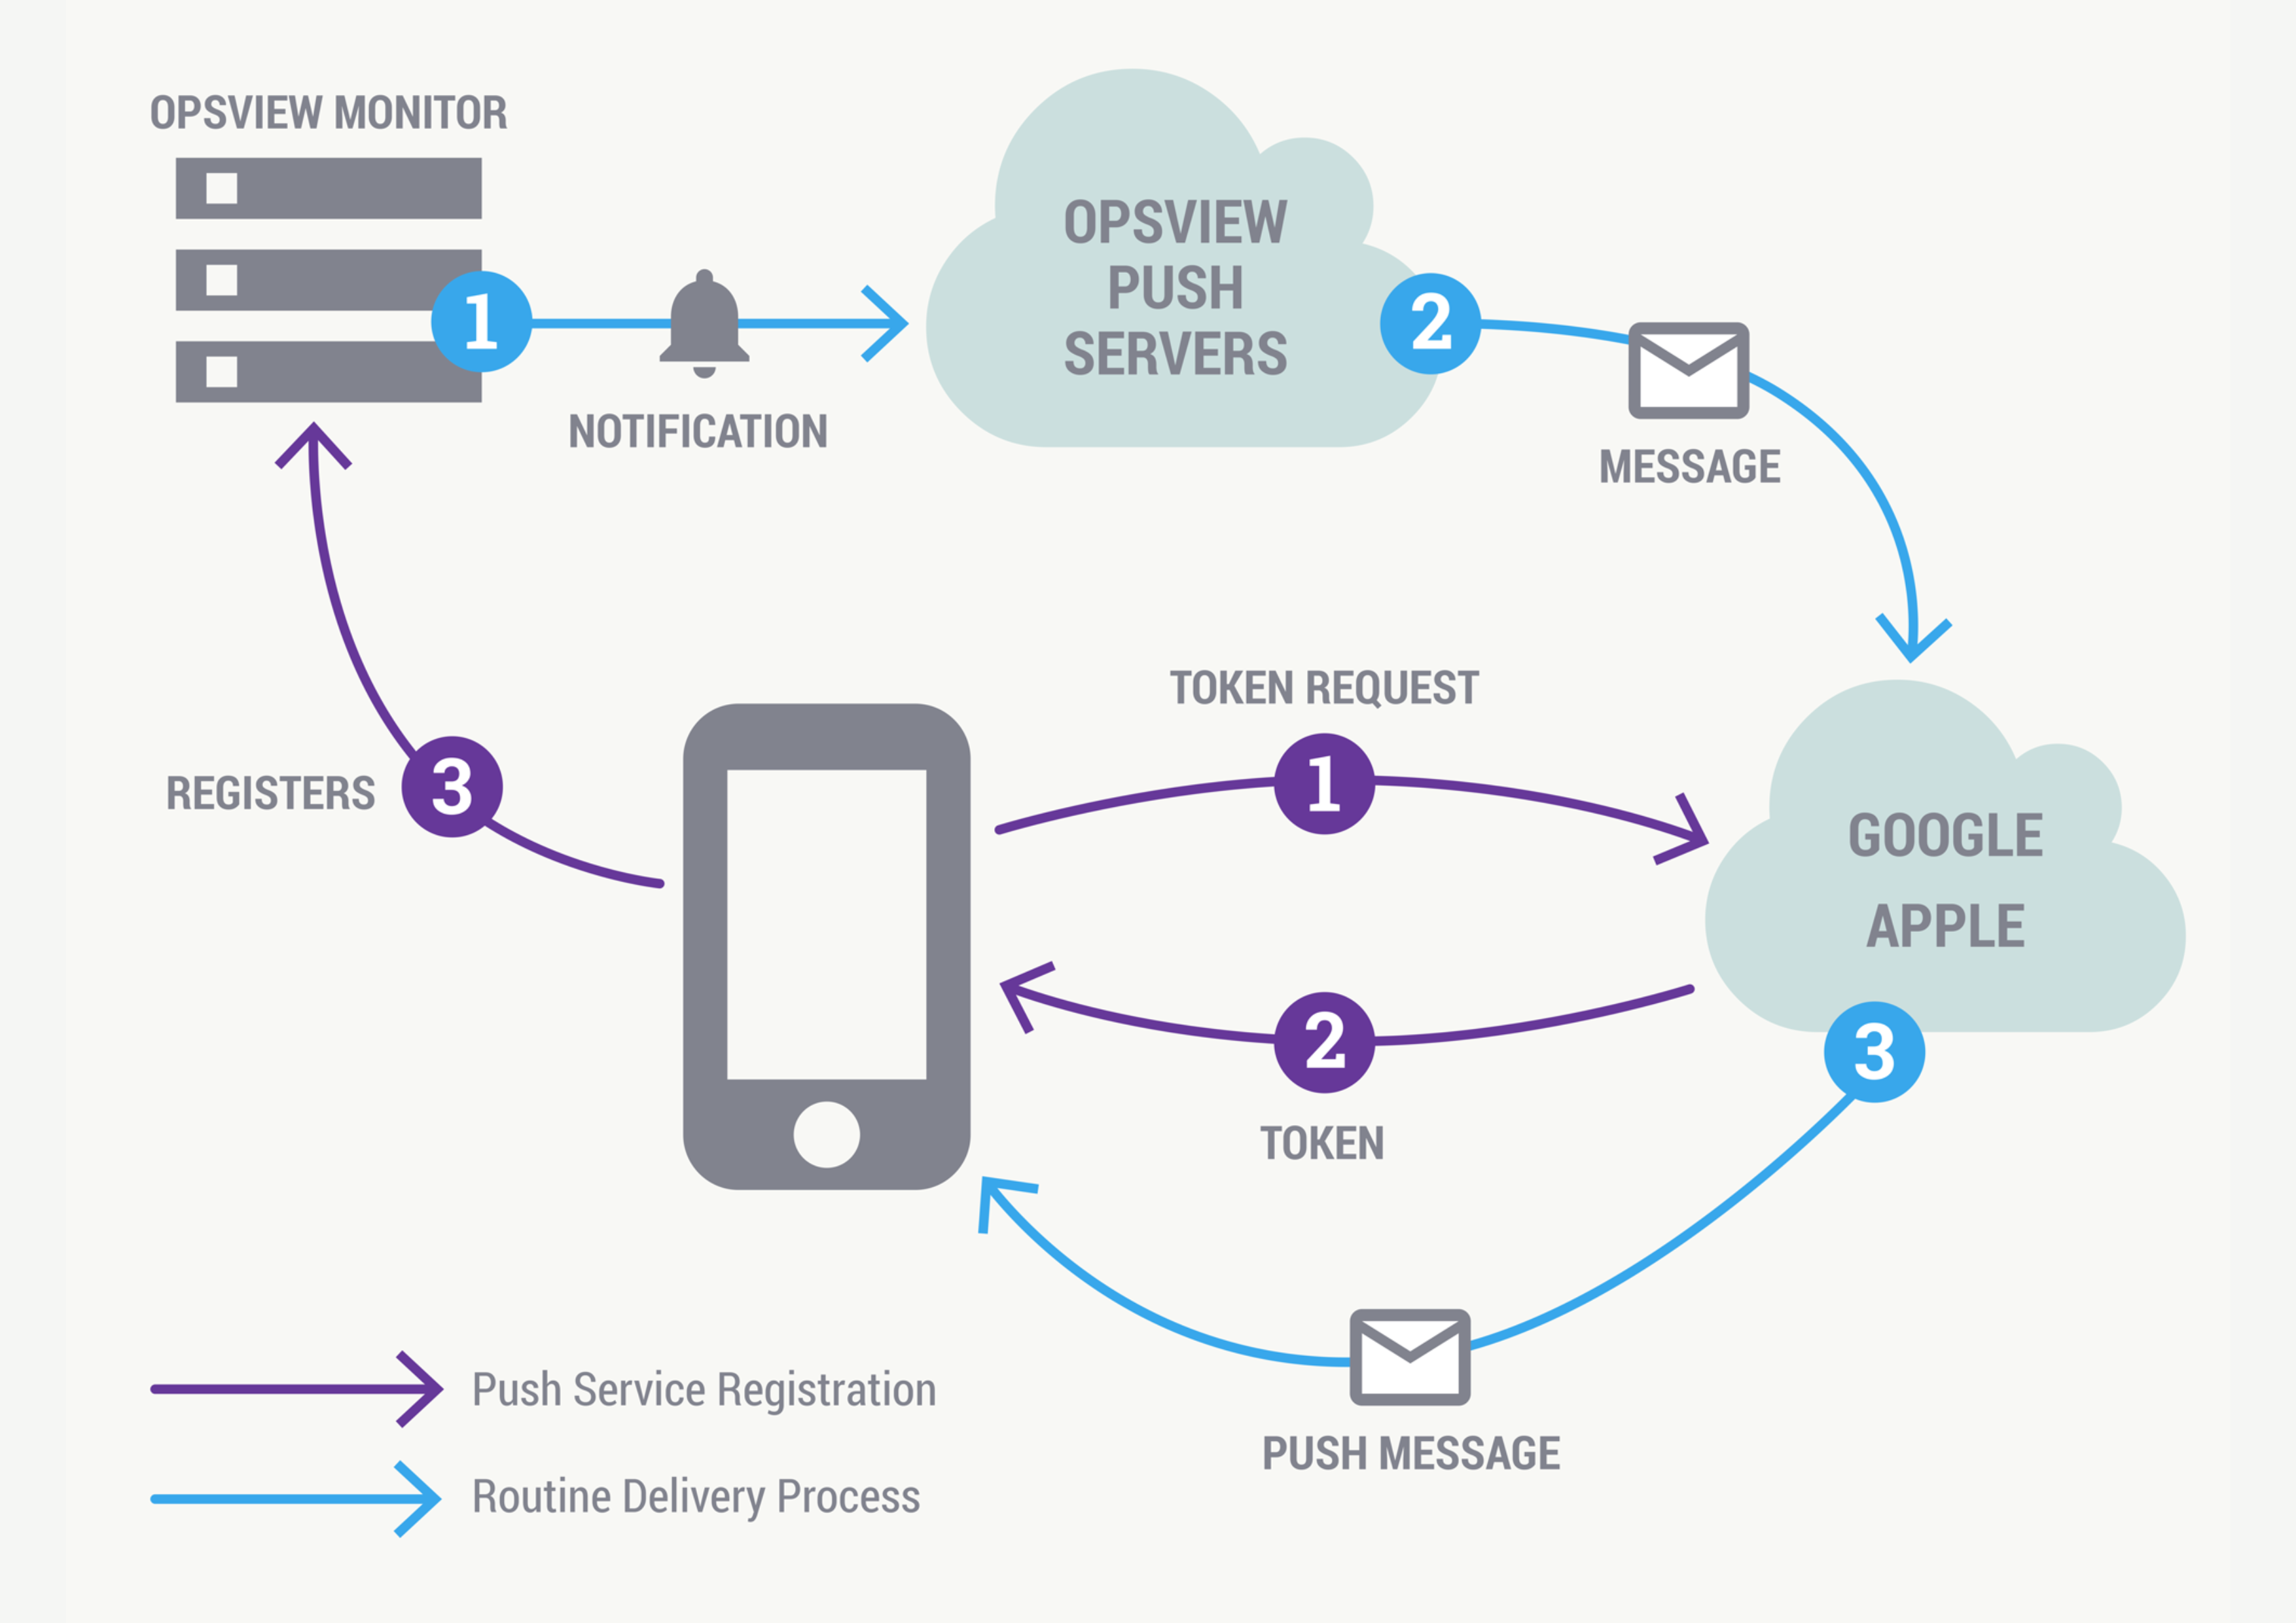 OPSVIEW MONITOR
1
NOTIFICATION
OPSVIEW
PUSH
SERVERS
2
MESSAGE
REGISTERS
3
TOKEN REQUEST
1
GOOGLE
APPLE
2
TOKEN
3
PUSH MESSAGE
Push Service Registration
Routine Delivery Process